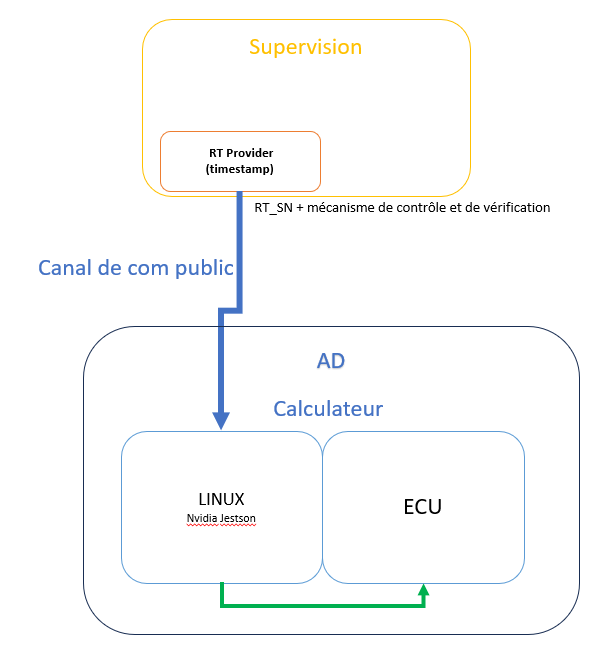 Supervision
RT Provider
(timestamp)
RT_SN + mécanisme de contrôle et de vérification
Canal de com public
AD
Calculateur
LINUX
Nvidia Jestson
ECU